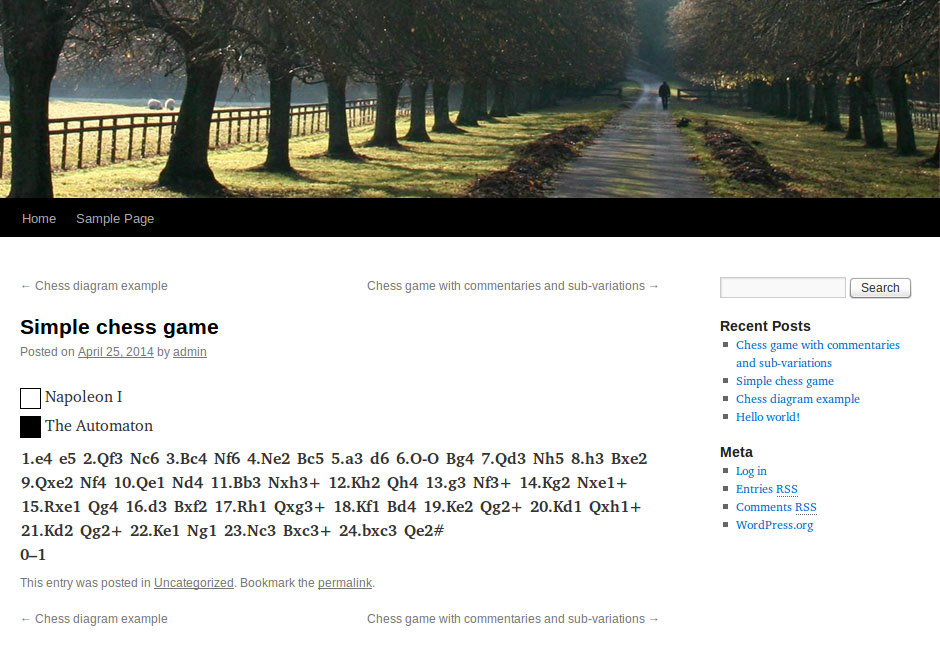 Home Sample Page
← Chess diagram example Chess game with commentaries and sub-variations →
Simple chess game
Posted on April 25, 2014 by admin
Napoleon I
The Automaton
1.e4 e5 2.Qf3 Nc6 3.Bc4 Nf6 4.Ne2 Bc5 5.a3 d6 6.O-O Bg4 7.Qd3 Nh5 8.h3 Bxe2
9.Qxe2 Nf4 10.Qe1 Nd4 11.Bb3 Nxh3+ 12.Kh2 Qh4 13.g3 Nf3+ 14.Kg2 Nxe1+
15.Rxe1 Qg4 16.d3 Bxf2 17.Rh1 Qxg3+ 18.Kf1 Bd4 19.Ke2 Qg2+ 20.Kd1 Qxh1+
21.Kd2 Qg2+ 22.Ke1 Ng1 23.Nc3 Bxc3+ 24.bxc3 Qe2#
0–1
This entry was posted in Uncategorized. Bookmark the permalink.
← Chess diagram example Chess game with commentaries and sub-variations →
Search
Recent Posts
Chess game with commentaries
and sub-variations
Simple chess game
Chess diagram example
Hello world!
Meta
Log in
Entries RSS
Comments RSS
WordPress.org